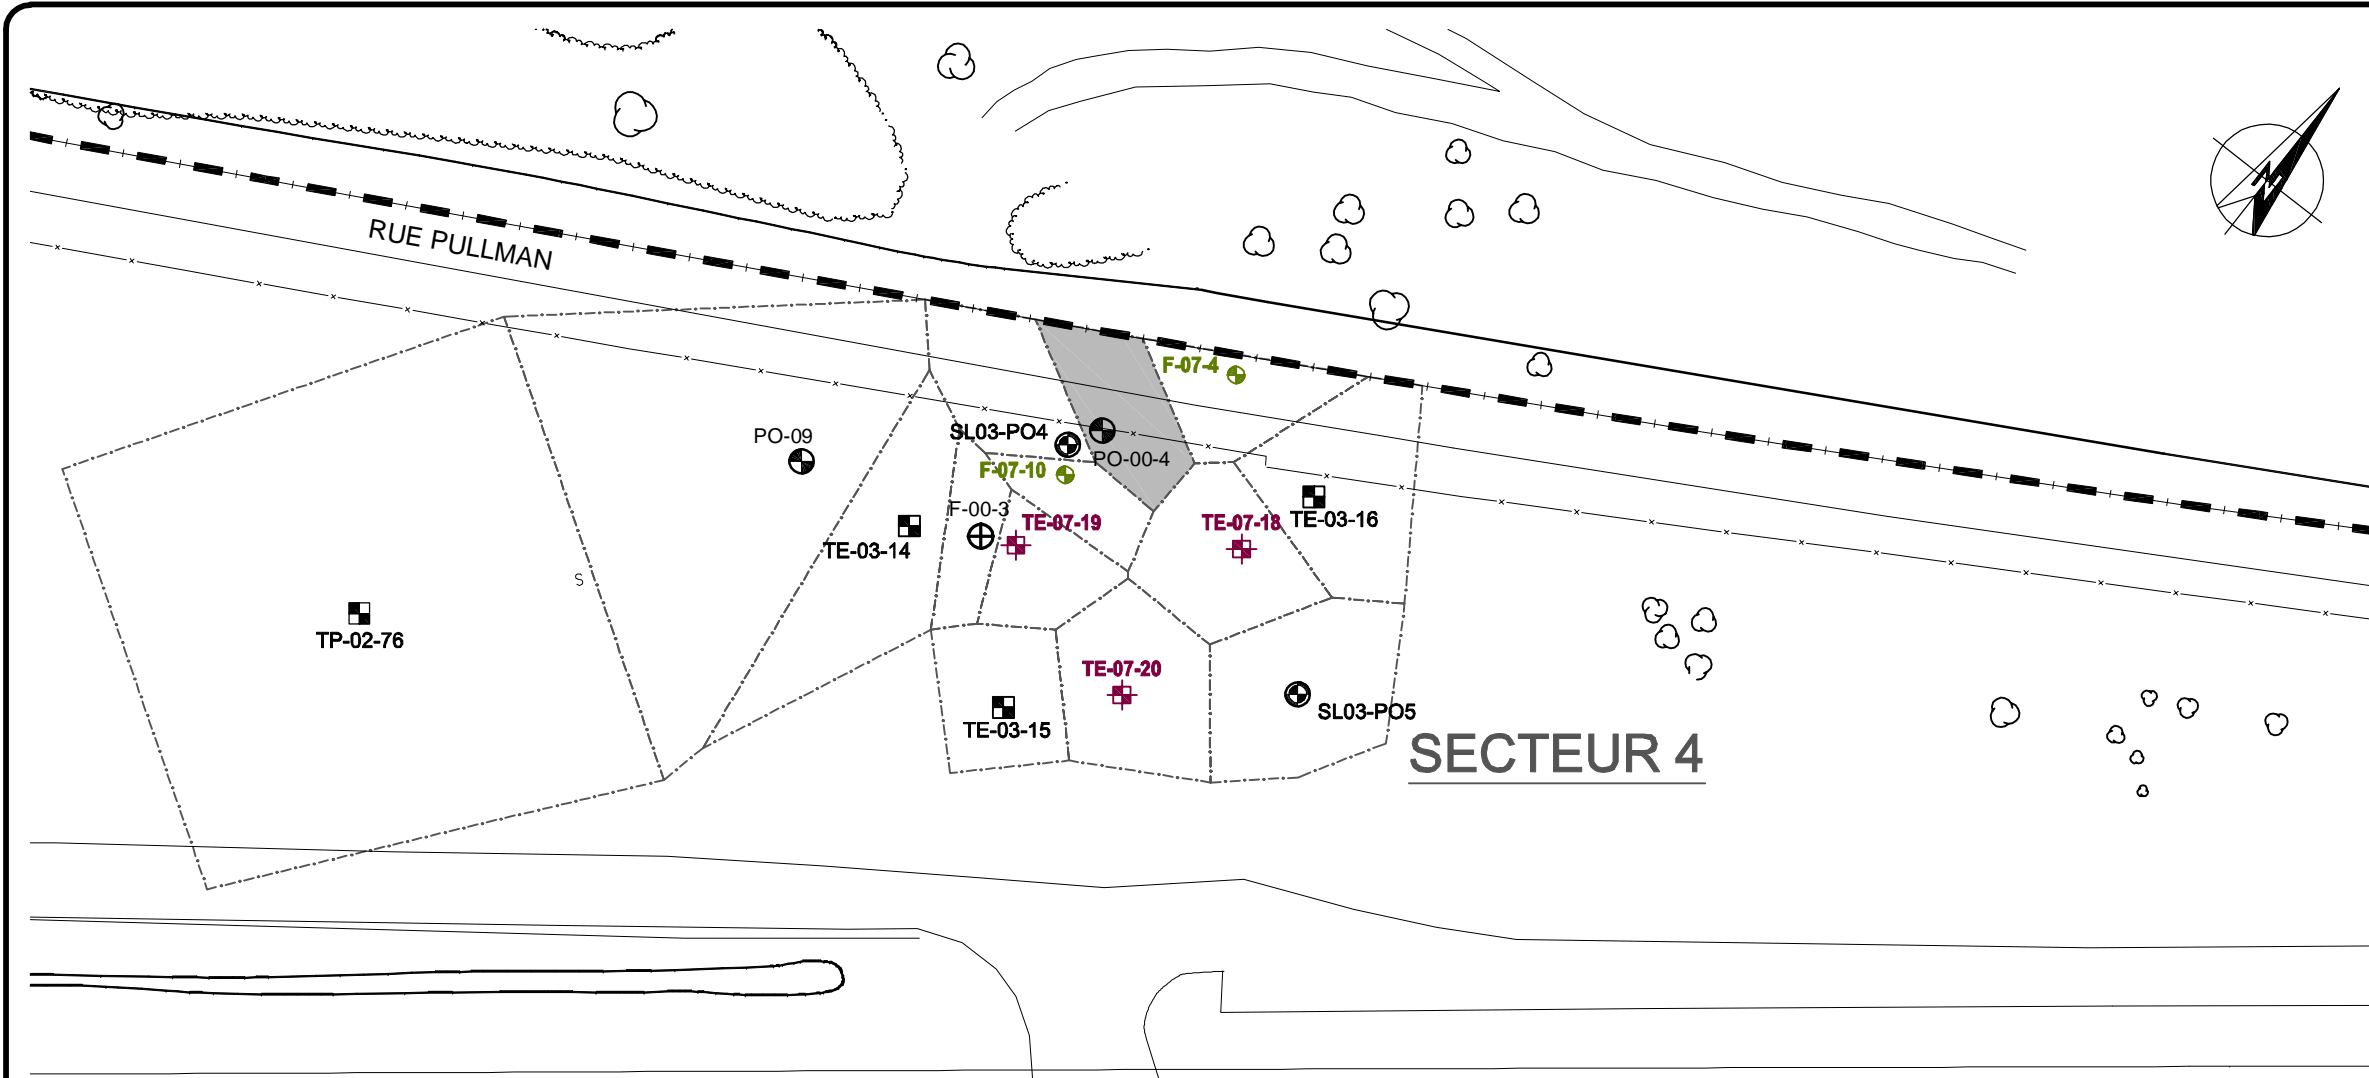 RUE PULLMAN
F-07-4
PO-09
SL03-PO4
PO-00-4
F-07-10
F-00-3
TE-07-19
TE-07-18
TE-03-16
TE-03-14
S
TP-02-76
TE-07-20
TE-03-15
SL03-PO5
SECTEUR 4
N